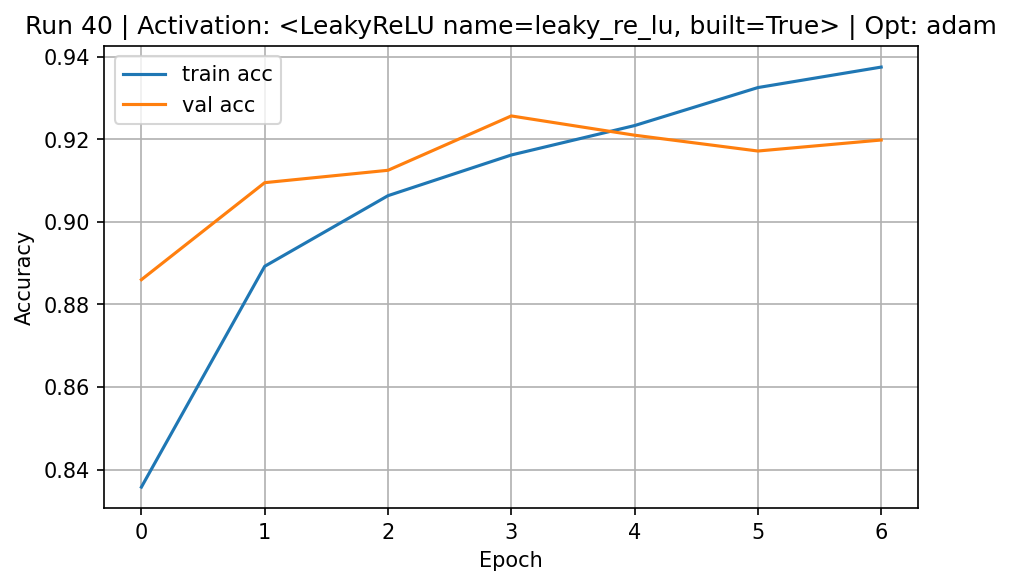 Run 40 | Activation: <LeakyReLU name=leaky_re_lu, built=True> | Opt: adam
train acc
val acc
0.94
0.92
0.90
0.88
0.86
0.84
Accuracy
0 1 2 3 4 5 6
Epoch